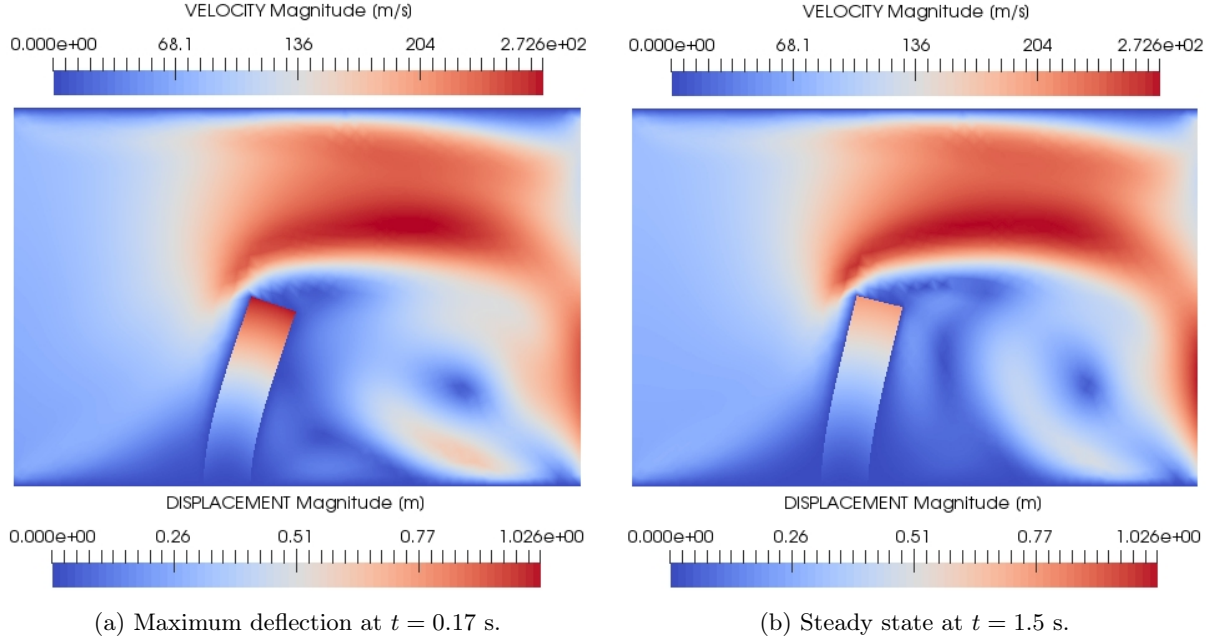 VELOCITY Magnitude (m/s)
0.000e+00 68.1 136 204 2.726e+02
DISPLACEMENT Magnitude (m)
0.000e+00 0.26 0.51 0.77 1.026e+00
(a) Maximum deflection at t = 0.17 s.
VELOCITY Magnitude (m/s)
0.000e+00 68.1 136 204 2.726e+02
DISPLACEMENT Magnitude (m)
0.000e+00 0.26 0.51 0.77 1.026e+00
(b) Steady state at t = 1.5 s.